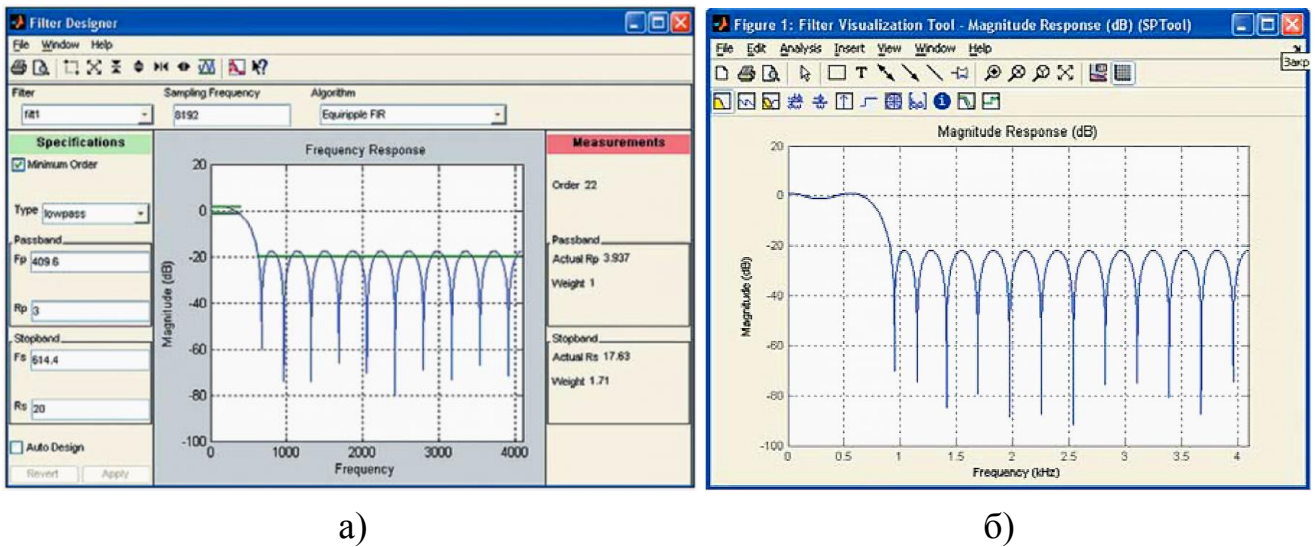 Filter Designer
File Window Help
Filter
Sampling Frequency
Algorithm
filt1
8192
Equiripple FIR
Specifications
Minimum Order
Type lowpass
Passband
Fp 409.6
Rp 3
Stopband
Fs 614.4
Rs 20
Auto Design
Revert Apply
Frequency Response
Magnitude (dB)
20
0
-20
-40
-60
-80
-100
0 1000 2000 3000 4000
Frequency
Measurements
Order 22
Passband
Actual Rp 3.937
Weight 1
Stopband
Actual Rs 17.63
Weight 1.71
а)
Figure 1: Filter Visualization Tool - Magnitude Response (dB) (SPTool)
File Edit Analysis Insert View Window Help
Закр
Magnitude Response (dB)
Magnitude (dB)
20
0
-20
-40
-60
-80
-100
0 0.5 1 1.5 2 2.5 3 3.5 4
Frequency (kHz)
б)